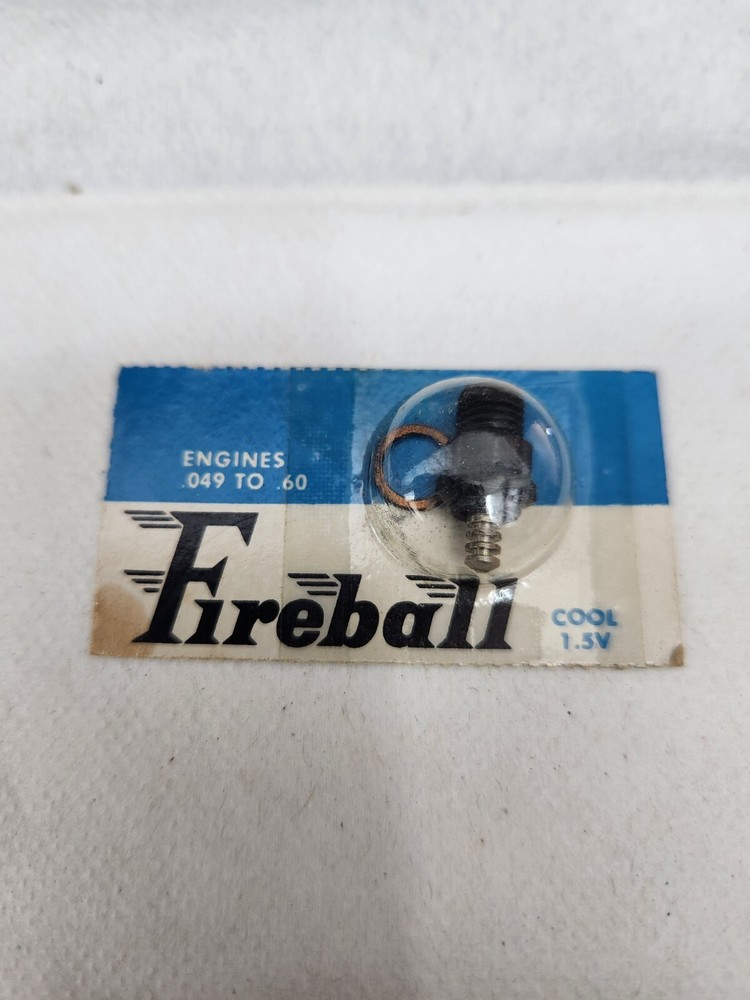 ENGINES
.049 TO .60
Fireball
COOL
1.5V